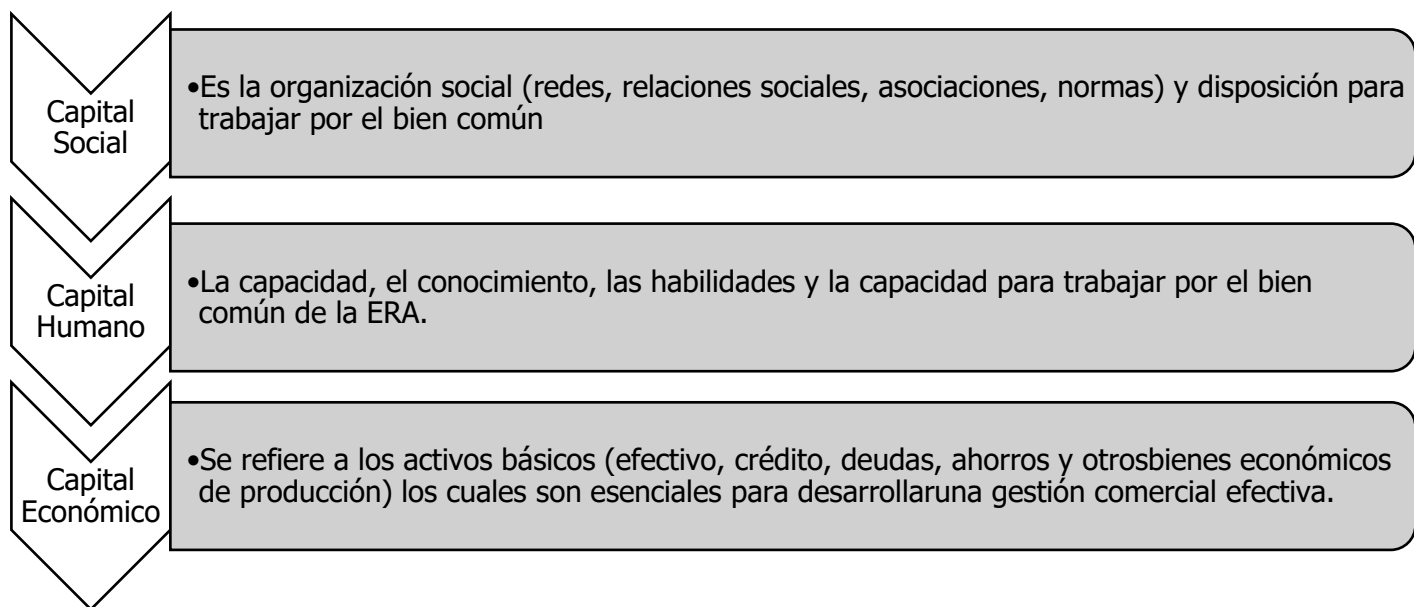 Capital
Social
•Es la organización social (redes, relaciones sociales, asociaciones, normas) y disposición para
trabajar por el bien común
Capital
Humano
•La capacidad, el conocimiento, las habilidades y la capacidad para trabajar por el bien
común de la ERA.
Capital
Económico
•Se refiere a los activos básicos (efectivo, crédito, deudas, ahorros y otrosbienes económicos
de producción) los cuales son esenciales para desarrollaruna gestión comercial efectiva.